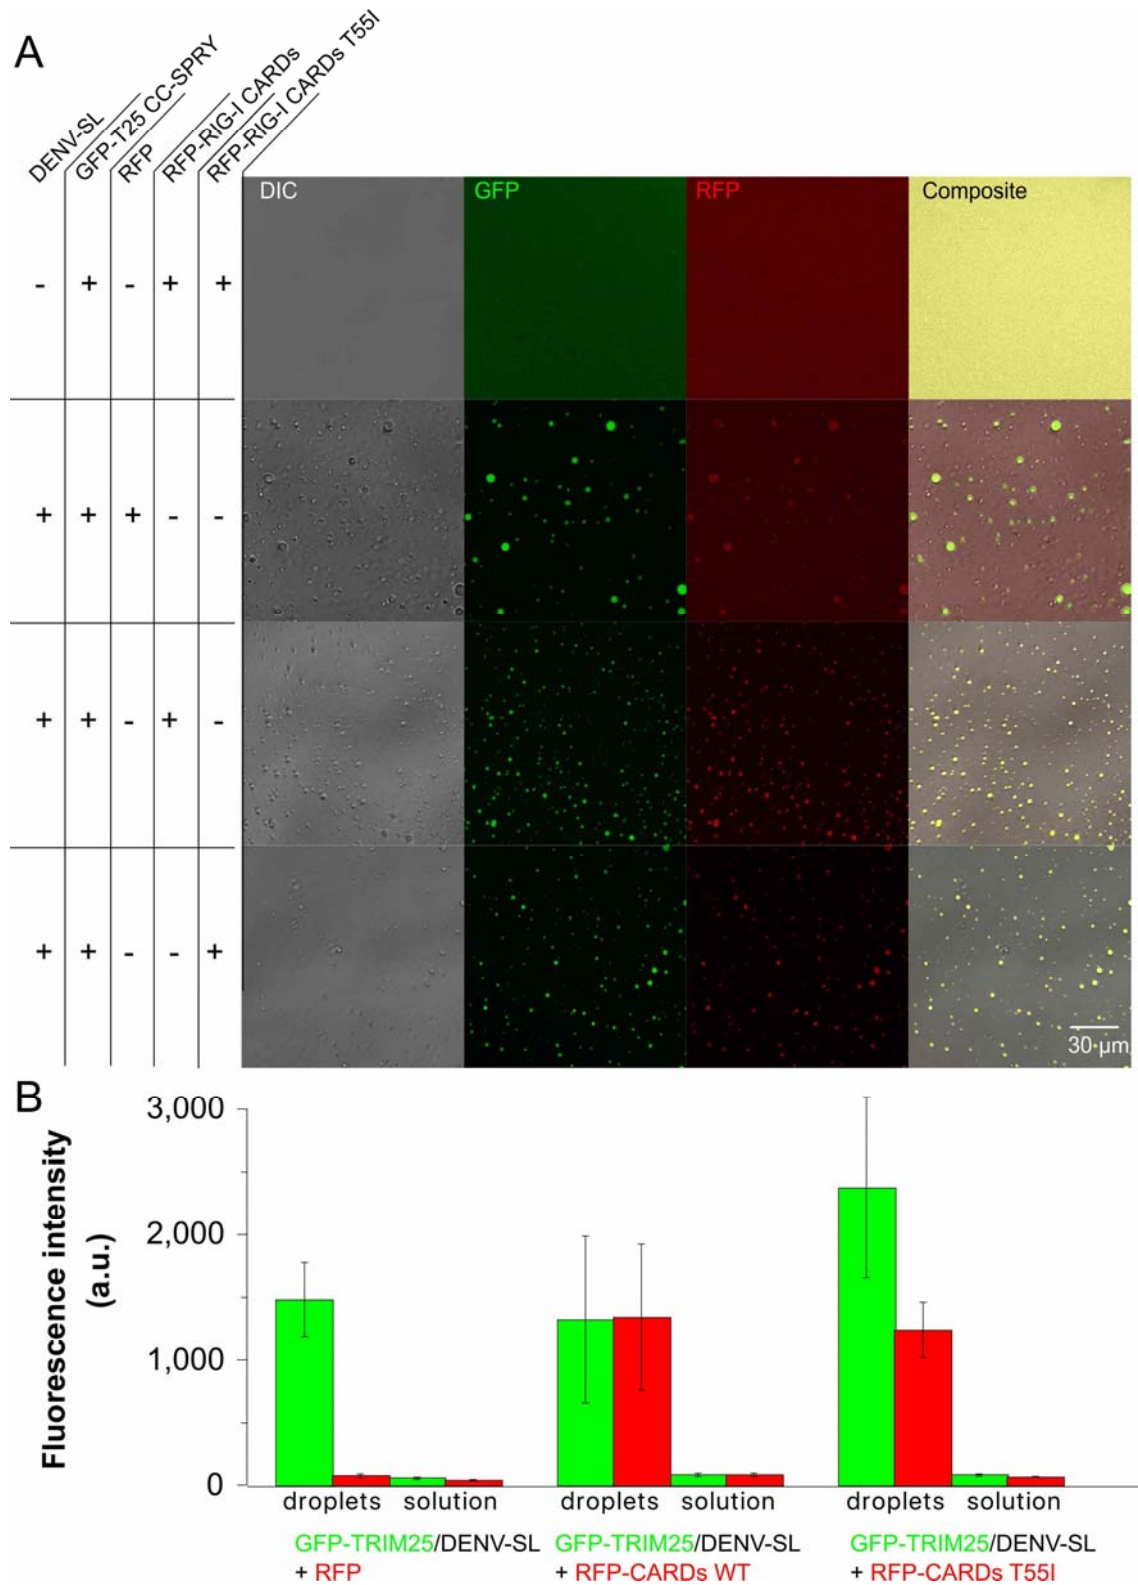 A
DENV-SL
GFP-T25 CC-SPRY
RFP
RFP-RIG-I CARDs
RFP-RIG-I CARDs T55I
DIC GFP RFP Composite
- + - + +
+ + + - -
+ + - + -
+ + - - +
30 µm
B
Fluorescence intensity
(a.u.)
3,000
2,000
1,000
0
droplets solution droplets solution droplets solution
GFP-TRIM25/DENV-SL GFP-TRIM25/DENV-SL GFP-TRIM25/DENV-SL
+ RFP + RFP-CARDs WT + RFP-CARDs T55I